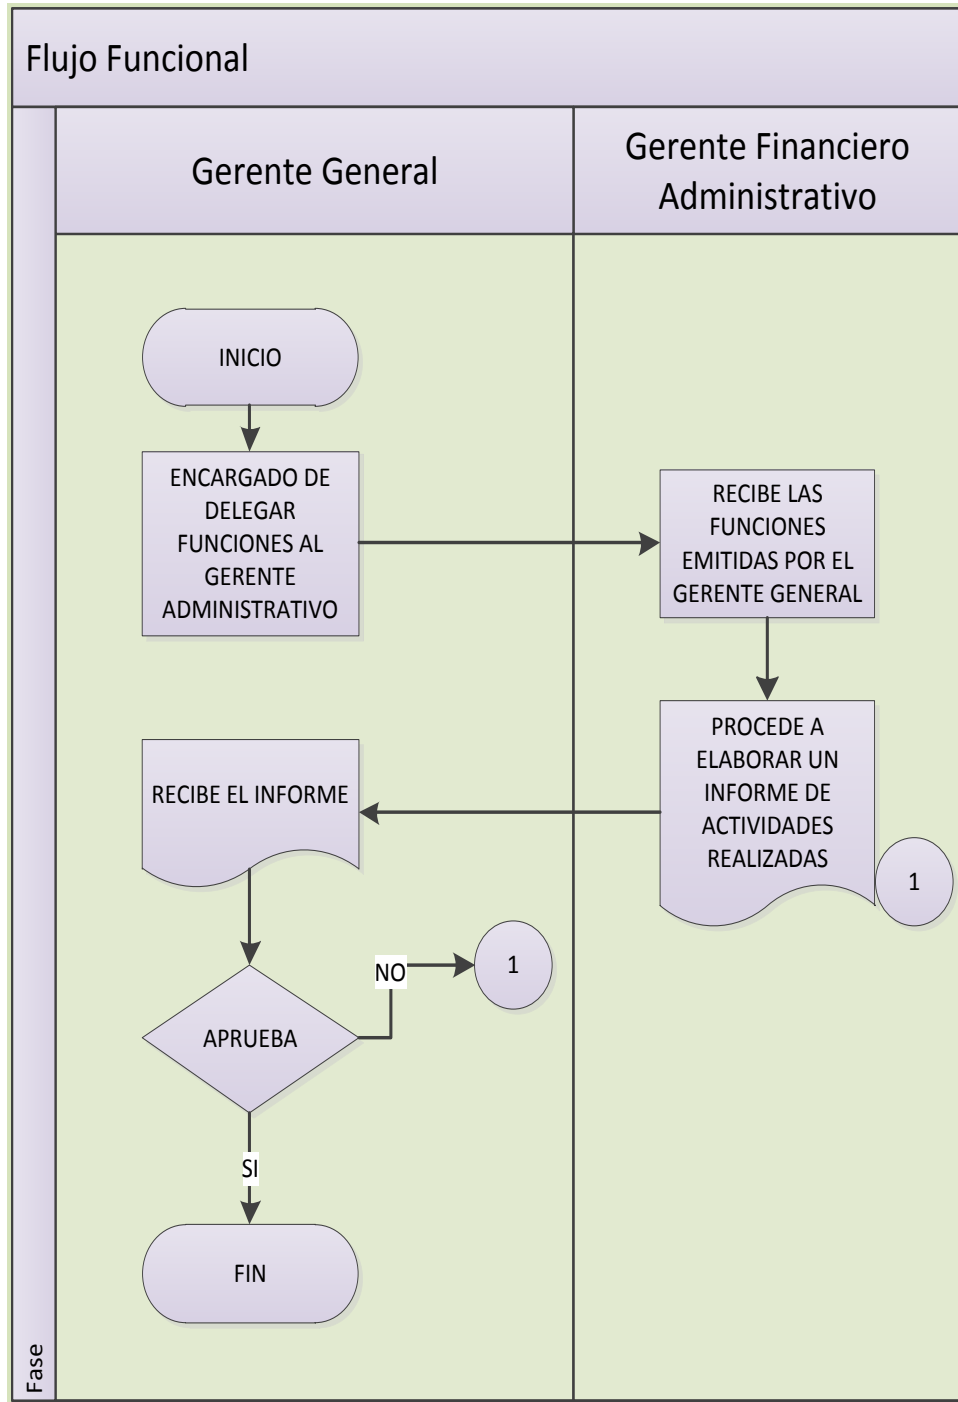 Flujo Funcional
Gerente General
Gerente Financiero
Administrativo
INICIO
ENCARGADO DE
DELEGAR
FUNCIONES AL
GERENTE
ADMINISTRATIVO
RECIBE LAS
FUNCIONES
EMITIDAS POR EL
GERENTE GENERAL
PROCEDE A
ELABORAR UN
INFORME DE
ACTIVIDADES
REALIZADAS
1
RECIBE EL INFORME
APRUEBA
NO
1
SI
FIN
Fase